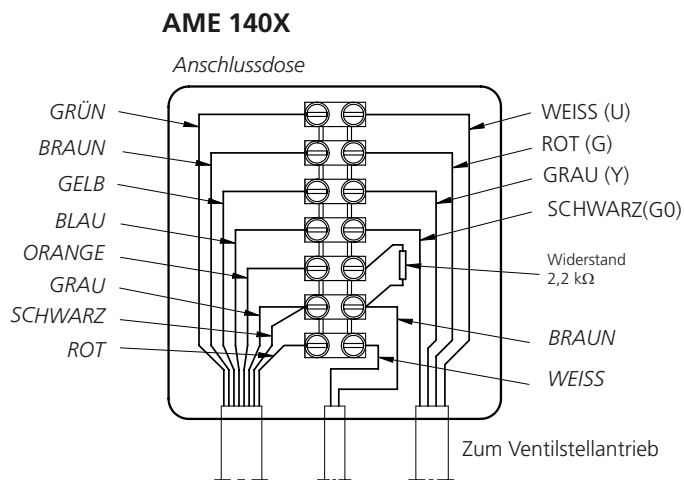 AME 140X
Anschlussdose
GRÜN
BRAUN
GELB
BLAU
ORANGE
GRAU
SCHWARZ
ROT
WEISS (U)
ROT (G)
GRAU (Y)
SCHWARZ(G0)
Widerstand
2,2 kΩ
BRAUN
WEISS
Zum Ventilstellantrieb